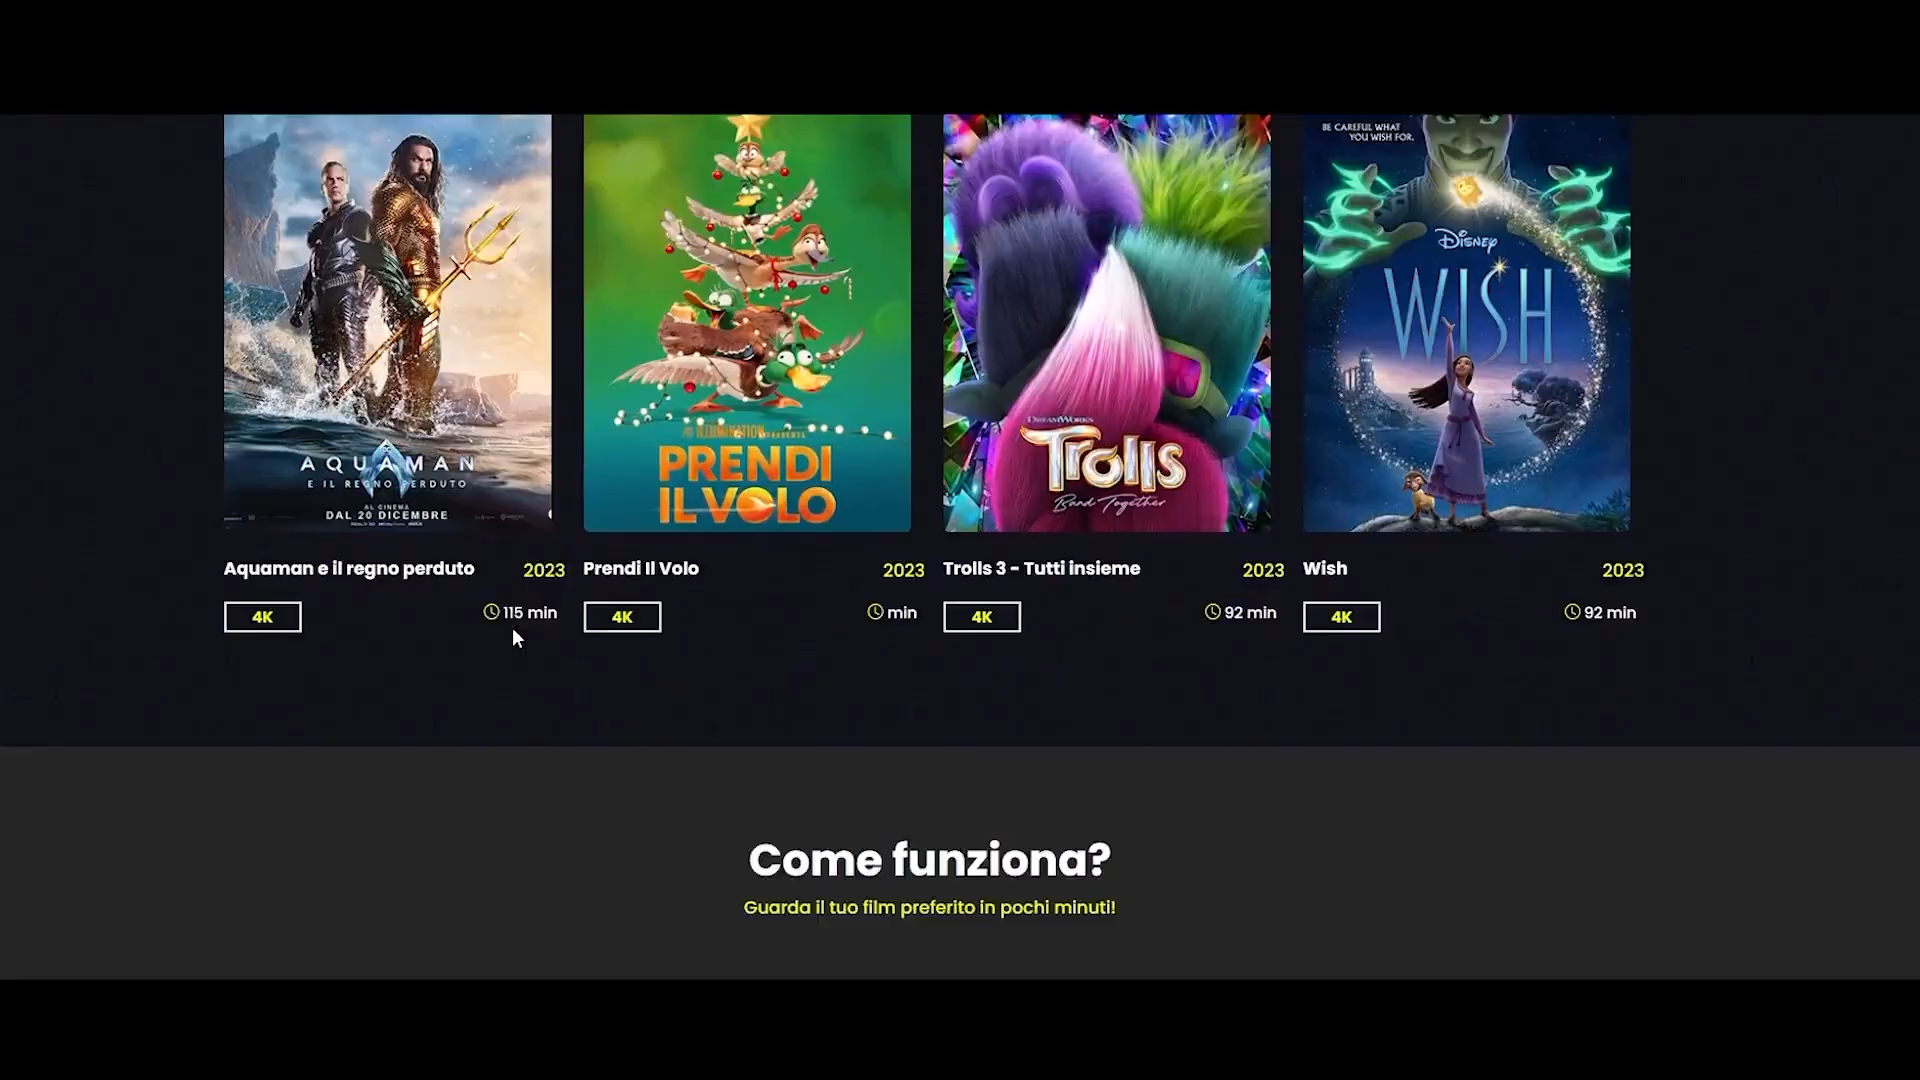 BE CAREFUL WHAT
YOU WISH FOR.
DISNEY
WISH
AQUAMAN
E IL REGNO PERDUTO
AL CINEMA
DAL 20 DICEMBRE
ILLUMINATION
PRENDI
IL VOLO
DREAMWORKS
Trolls
Band Together
Aquaman e il regno perduto 2023
4K 115 min
Prendi Il Volo 2023
4K min
Trolls 3 - Tutti insieme 2023
4K 92 min
Wish 2023
4K 92 min
Come funziona?
Guarda il tuo film preferito in pochi minuti!